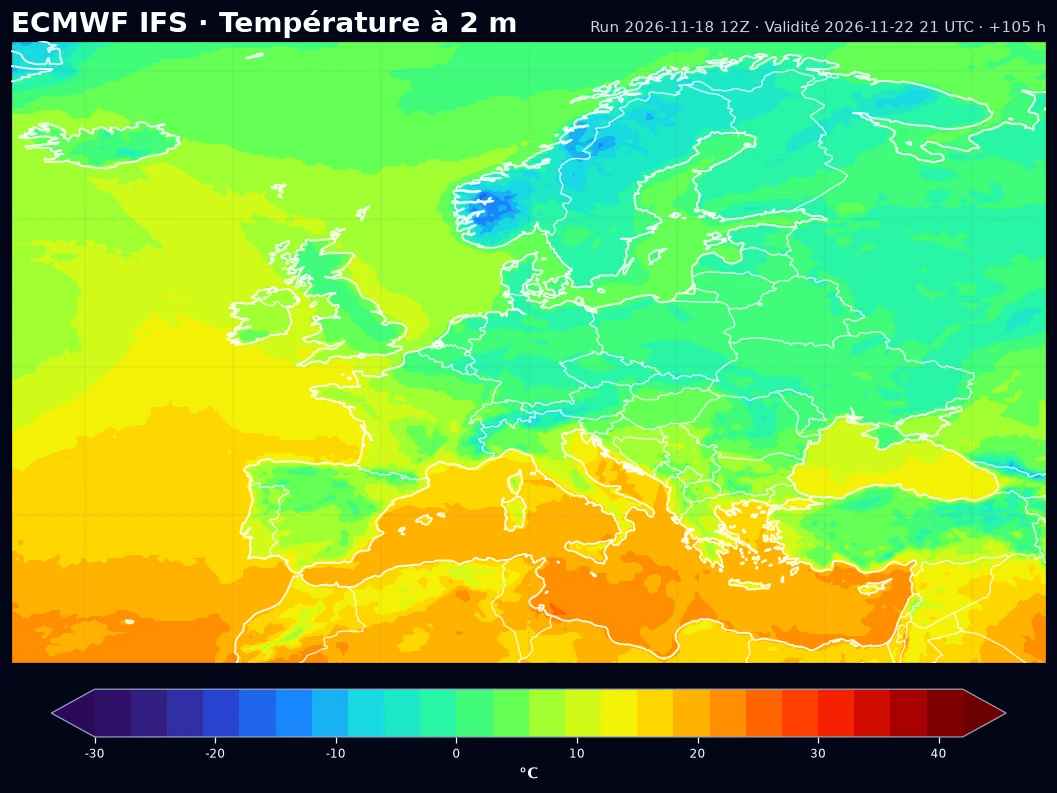 ECMWF IFS · Température à 2 m
Run 2026-11-18 12Z · Validité 2026-11-22 21 UTC · +105 h
-30 -20 -10 0 10 20 30 40
°C